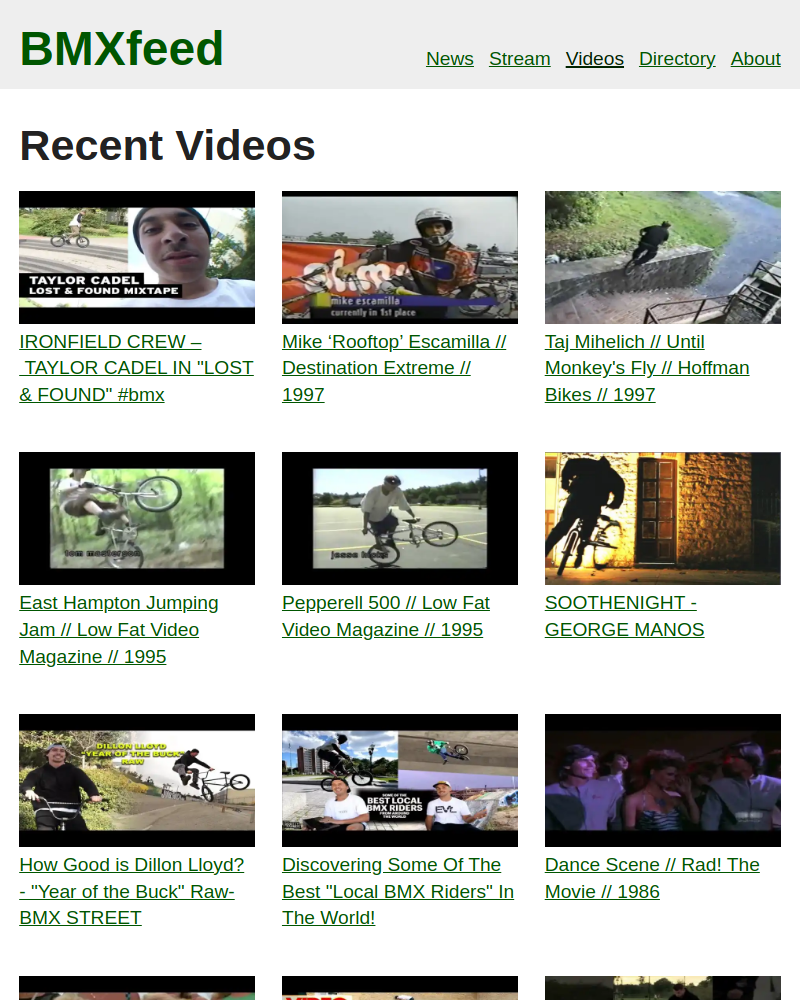 BMXfeed
News Stream Videos Directory About
Recent Videos
TAYLOR CADEL
LOST & FOUND MIXTAPE
mike escamilla
currently in 1st place
IRONFIELD CREW –
TAYLOR CADEL IN "LOST
& FOUND" #bmx
Mike ‘Rooftop’ Escamilla //
Destination Extreme //
1997
Taj Mihelich // Until
Monkey's Fly // Hoffman
Bikes // 1997
East Hampton Jumping
Jam // Low Fat Video
Magazine // 1995
Pepperell 500 // Low Fat
Video Magazine // 1995
SOOTHENIGHT -
GEORGE MANOS
DILLON LLOYD
"YEAR OF THE BUCK"
RAW
SOME OF THE
BEST LOCAL
BMX RIDERS
FROM AROUND
THE WORLD
How Good is Dillon Lloyd?
- "Year of the Buck" Raw-
BMX STREET
Discovering Some Of The
Best "Local BMX Riders" In
The World!
Dance Scene // Rad! The
Movie // 1986
VIDEO